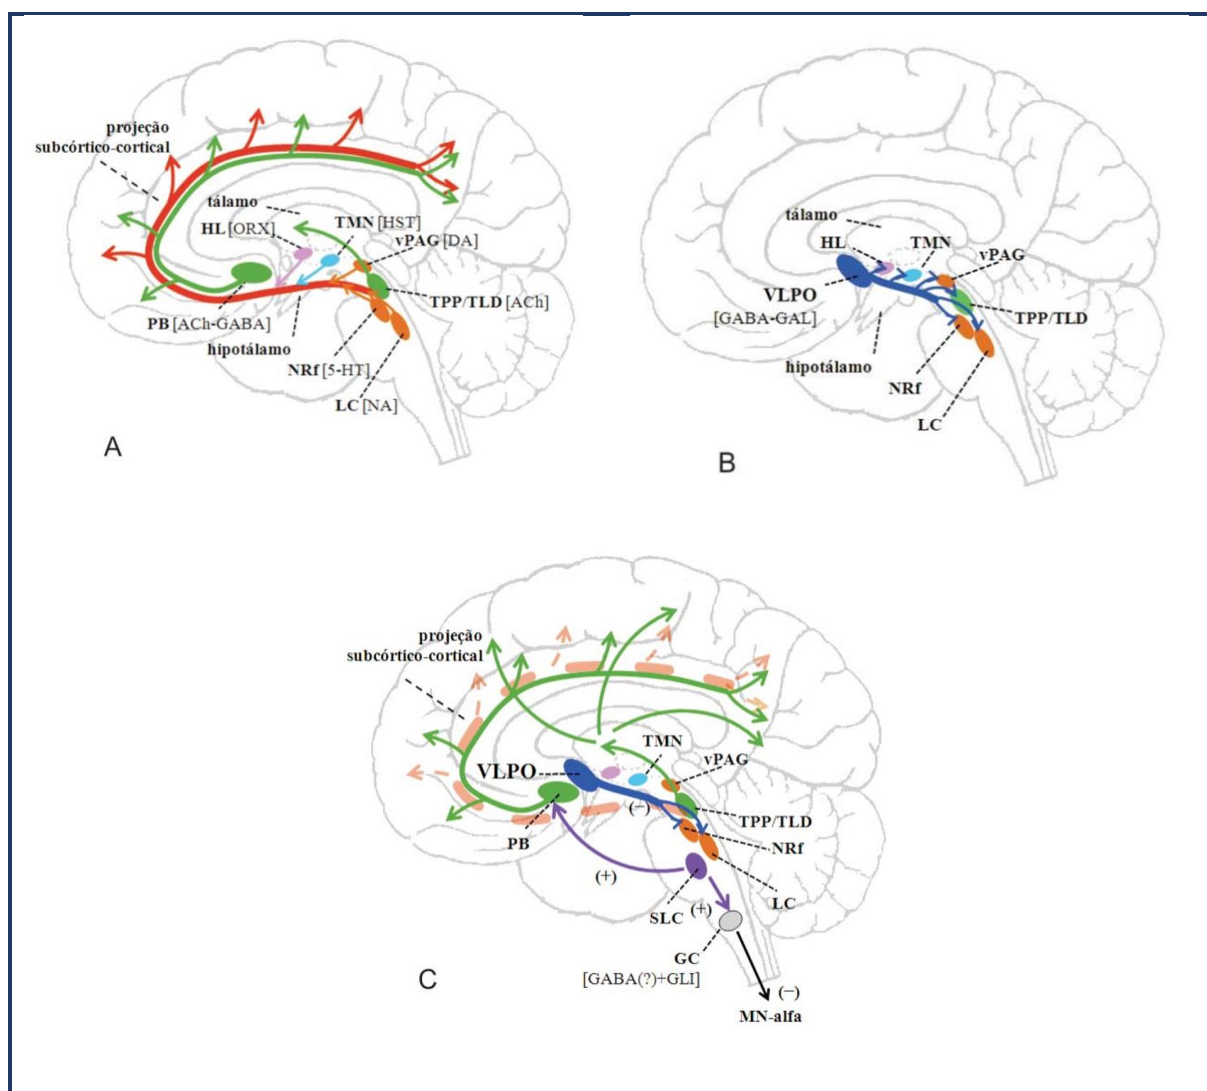 projeção
subcórtico-cortical
tálamo
HL [ORX]
TMN [HST]
vPAG [DA]
TPP/TLD [ACh]
PB [ACh-GABA]
hipotálamo
NRf [5-HT]
LC [NA]
A
tálamo
HL
TMN
vPAG
VLPO
[GABA-GAL]
TPP/TLD
hipotálamo
NRf
LC
B
projeção
subcórtico-cortical
TMN
vPAG
VLPO
(−)
TPP/TLD
PB
NRf
(+)
LC
SLC
(+)
GC
[GABA(?)+GLI]
C
(−)
MN-alfa